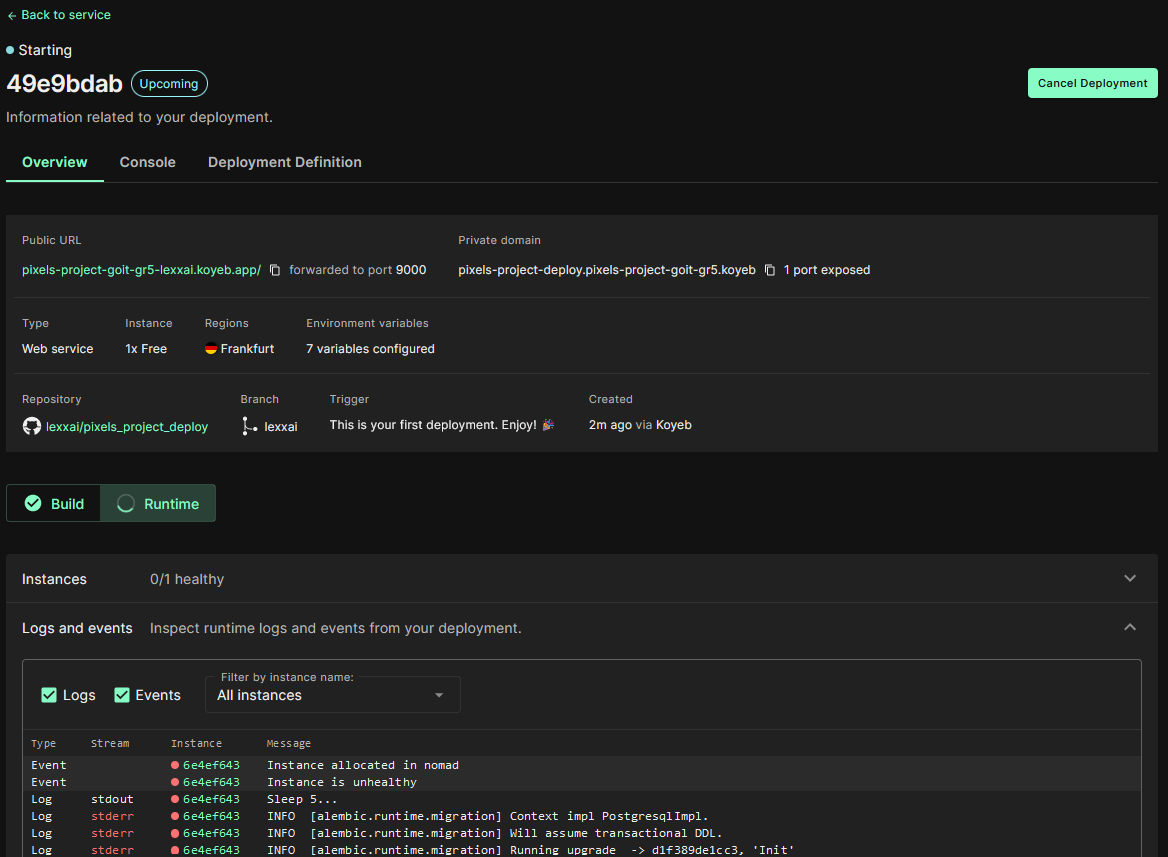 ← Back to service
Starting
49e9bdab Upcoming
Cancel Deployment
Information related to your deployment.
Overview Console Deployment Definition
Public URL Private domain
pixels-project-goit-gr5-lexxai.koyeb.app/ forwarded to port 9000 pixels-project-deploy.pixels-project-goit-gr5.koyeb 1 port exposed
Type Instance Regions Environment variables
Web service 1x Free Frankfurt 7 variables configured
Repository Branch Trigger Created
lexxai/pixels_project_deploy lexxai This is your first deployment. Enjoy! 🎉 2m ago via Koyeb
Build Runtime
Instances 0/1 healthy
Logs and events Inspect runtime logs and events from your deployment.
Filter by instance name:
Logs Events All instances
Type Stream Instance Message
Event 6e4ef643 Instance allocated in nomad
Event 6e4ef643 Instance is unhealthy
Log stdout 6e4ef643 Sleep 5...
Log stderr 6e4ef643 INFO [alembic.runtime.migration] Context impl PostgresqlImpl.
Log stderr 6e4ef643 INFO [alembic.runtime.migration] Will assume transactional DDL.
Log stderr 6e4ef643 INFO [alembic.runtime.migration] Running upgrade -> d1f389de1cc3, 'Init'